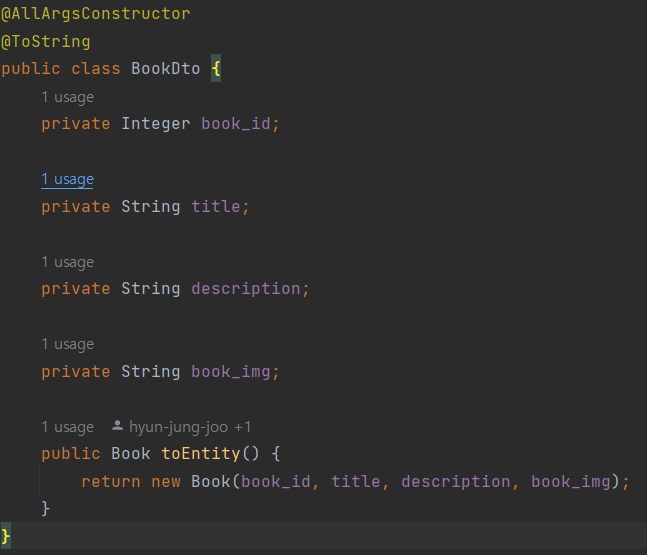 @AllArgsConstructor
@ToString
public class BookDto {
1 usage
private Integer book_id;
1 usage
private String title;
1 usage
private String description;
1 usage
private String book_img;
1 usage hyun-jung-joo +1
public Book toEntity() {
return new Book(book_id, title, description, book_img);
}
}